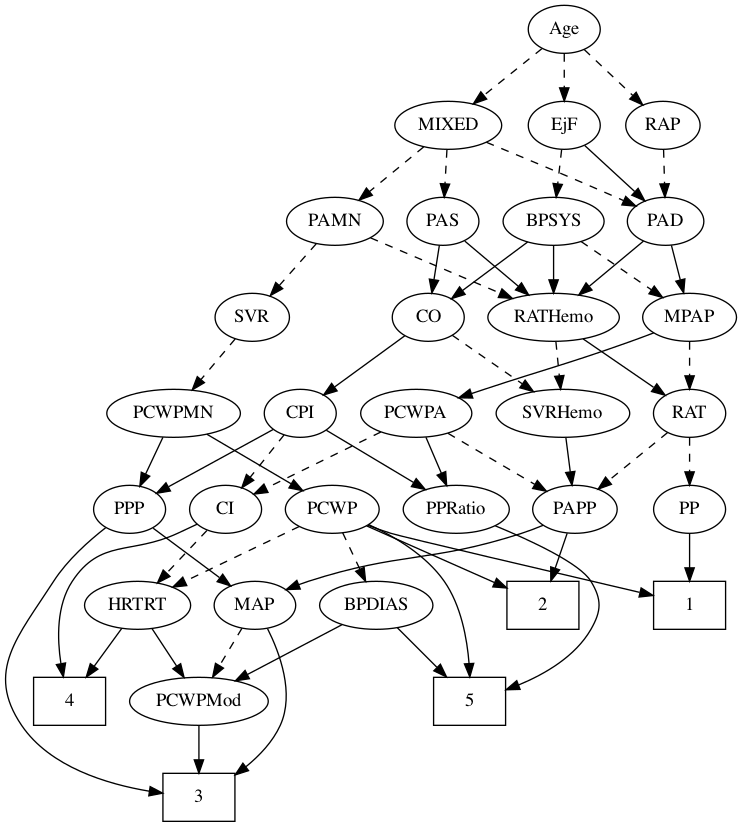 Age
MIXED
EjF
RAP
PAMN
PAS
BPSYS
PAD
SVR
CO
RATHemo
MPAP
PCWPMN
CPI
PCWPA
SVRHemo
RAT
PPP
CI
PCWP
PPRatio
PAPP
PP
HRTRT
MAP
BPDIAS
2
1
4
PCWPMod
5
3